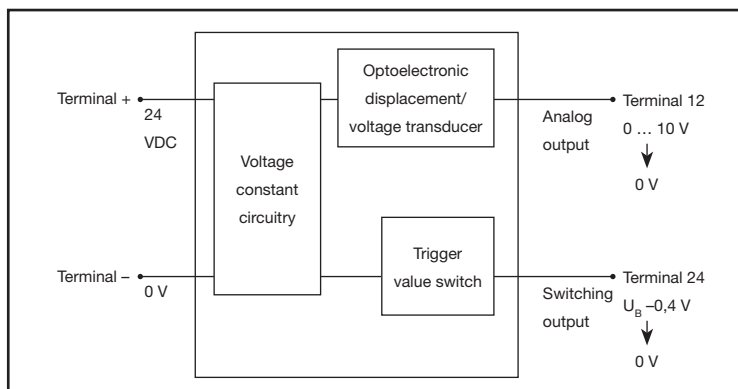 Terminal +
24
VDC
Voltage
constant
circuitry
Optoelectronic
displacement/
voltage transducer
Analog
output
Terminal 12
0 … 10 V
0 V
Terminal –
0 V
Trigger
value switch
Switching
output
Terminal 24
U_B –0,4 V
0 V